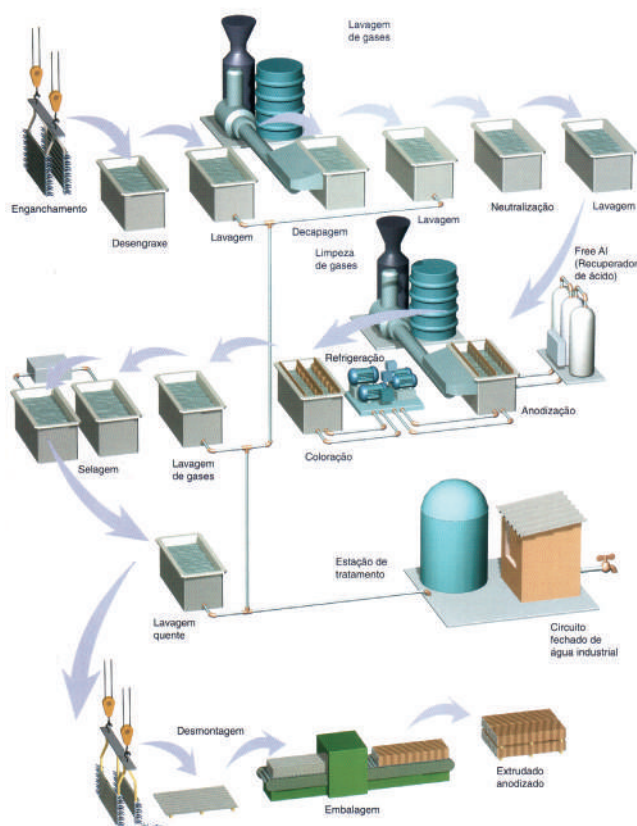 Lavagem
de gases
Enganchamento
Desengraxe
Lavagem
Decapagem
Lavagem
Neutralização
Lavagem
Limpeza
de gases
Free Al
(Recuperador
de ácido)
Refrigeração
Anodização
Coloração
Lavagem
de gases
Selagem
Estação de
tratamento
Lavagem
quente
Circuito
fechado de
água industrial
Desmontagem
Embalagem
Extrudado
anodizado